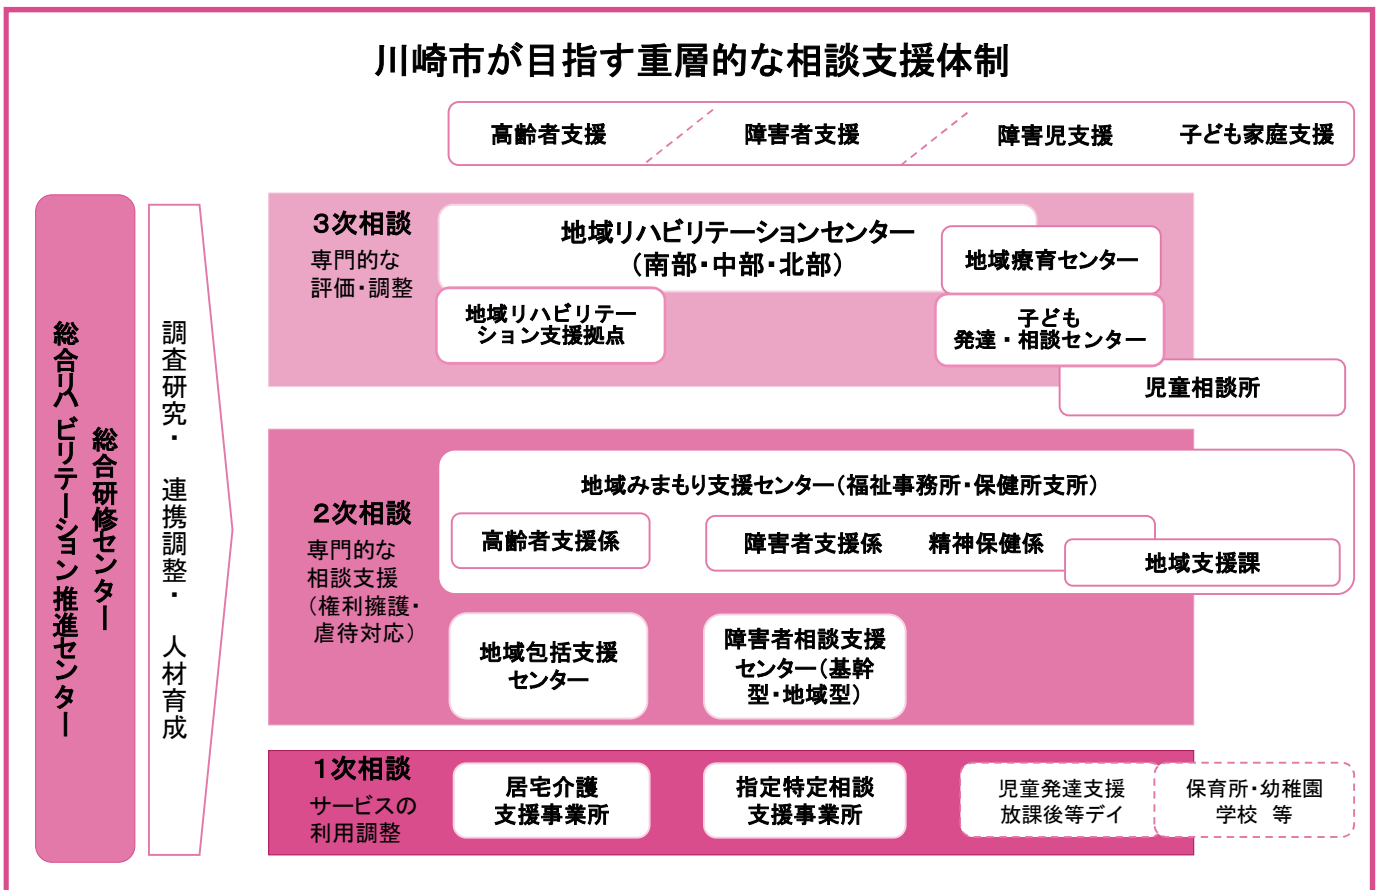 川崎市が目指す重層的な相談支援体制
高齢者支援
障害者支援
障害児支援
子ども家庭支援
総合リハビリテーション推進センター
総合研修センター
調査研究・ 連携調整・ 人材育成
3次相談
専門的な
評価・調整
地域リハビリテーションセンター
（南部・中部・北部）
地域療育センター
地域リハビリテー
ション支援拠点
子ども
発達・相談センター
児童相談所
2次相談
専門的な
相談支援
（権利擁護・
虐待対応）
地域みまもり支援センター（福祉事務所・保健所支所）
高齢者支援係
障害者支援係
精神保健係
地域支援課
地域包括支援
センター
障害者相談支援
センター（基幹
型・地域型）
1次相談
サービスの
利用調整
居宅介護
支援事業所
指定特定相談
支援事業所
児童発達支援
放課後等デイ
保育所・幼稚園
学校 等